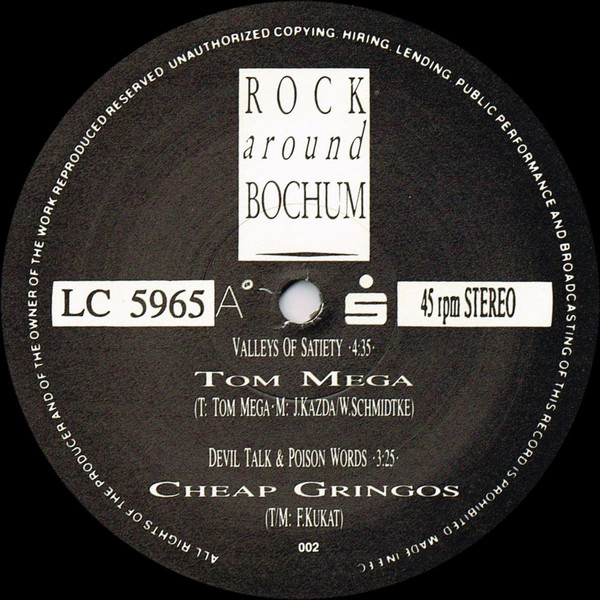 ALL RIGHTS OF THE PRODUCER AND OF THE OWNER OF THE WORK REPRODUCED RESERVED UNAUTHORIZED COPYING, HIRING, LENDING, PUBLIC PERFORMANCE AND BROADCASTING OF THIS RECORD IS PROHIBITED MADE IN EEC
ROCK
around
BOCHUM
LC 5965 A 45 rpm STEREO
VALLEYS OF SATIETY · 4:35 ·
TOM MEGA
(T: TOM MEGA · M: J.KAZDA/W.SCHMIDTKE)
DEVIL TALK & POISON WORDS · 3:25 ·
CHEAP GRINGOS
(T/M: F.KUKAT)
002